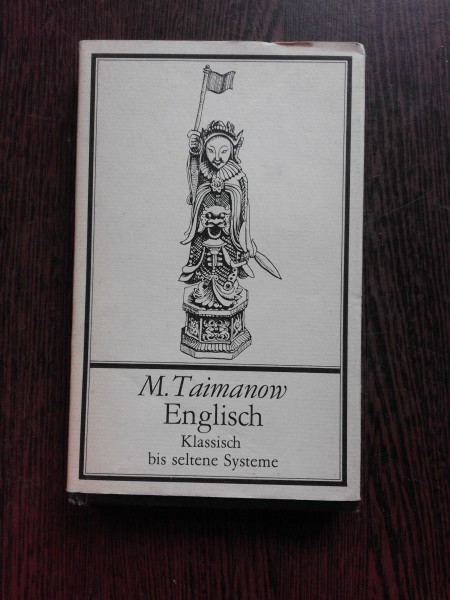 M. Taimanow
Englisch
Klassisch
bis seltene Systeme